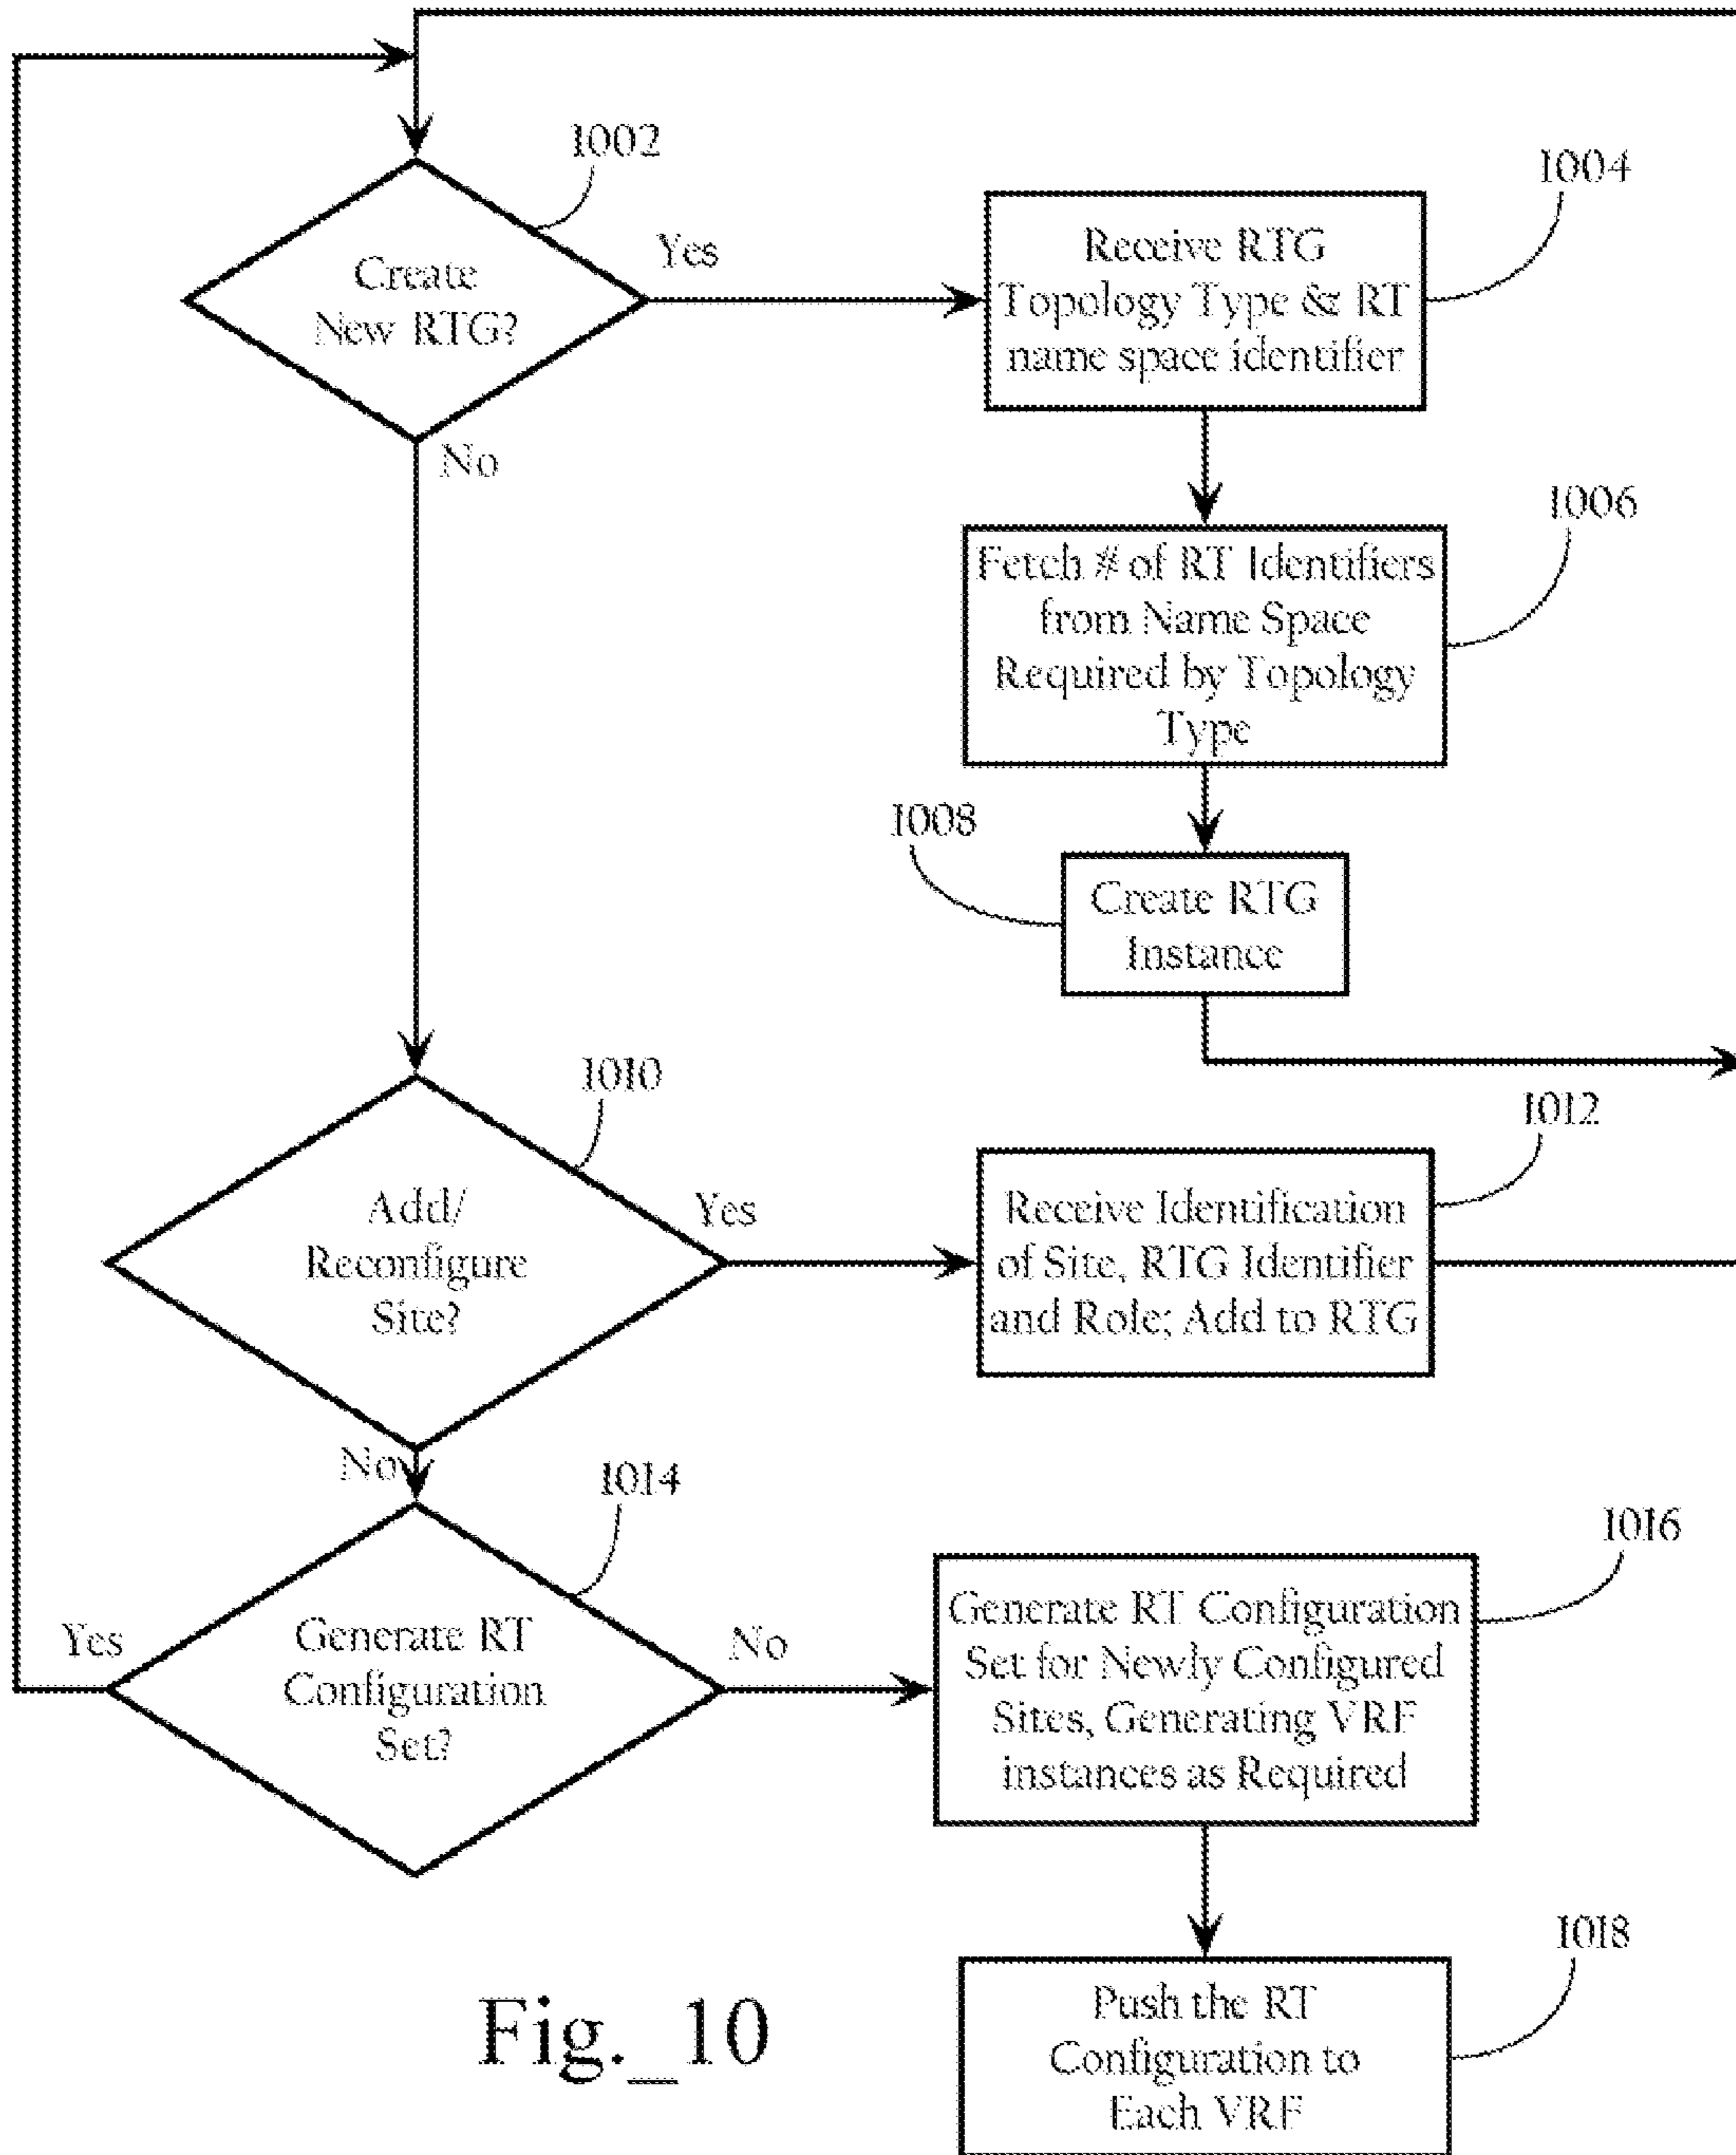 1002
Create
New RTG?
Yes
No
1004
Receive RTG
Topology Type & RT
name space identifier
1006
Fetch # of RT Identifiers
from Name Space
Required by Topology
Type
1008
Create RTG
Instance
1010
Add/
Reconfigure
Site?
Yes
No
1012
Receive Identification
of Site, RTG Identifier
and Role; Add to RTG
1014
Generate RT
Configuration
Set?
Yes
No
1016
Generate RT Configuration
Set for Newly Configured
Sites, Generating VRF
instances as Required
1018
Push the RT
Configuration to
Each VRF
Fig._10